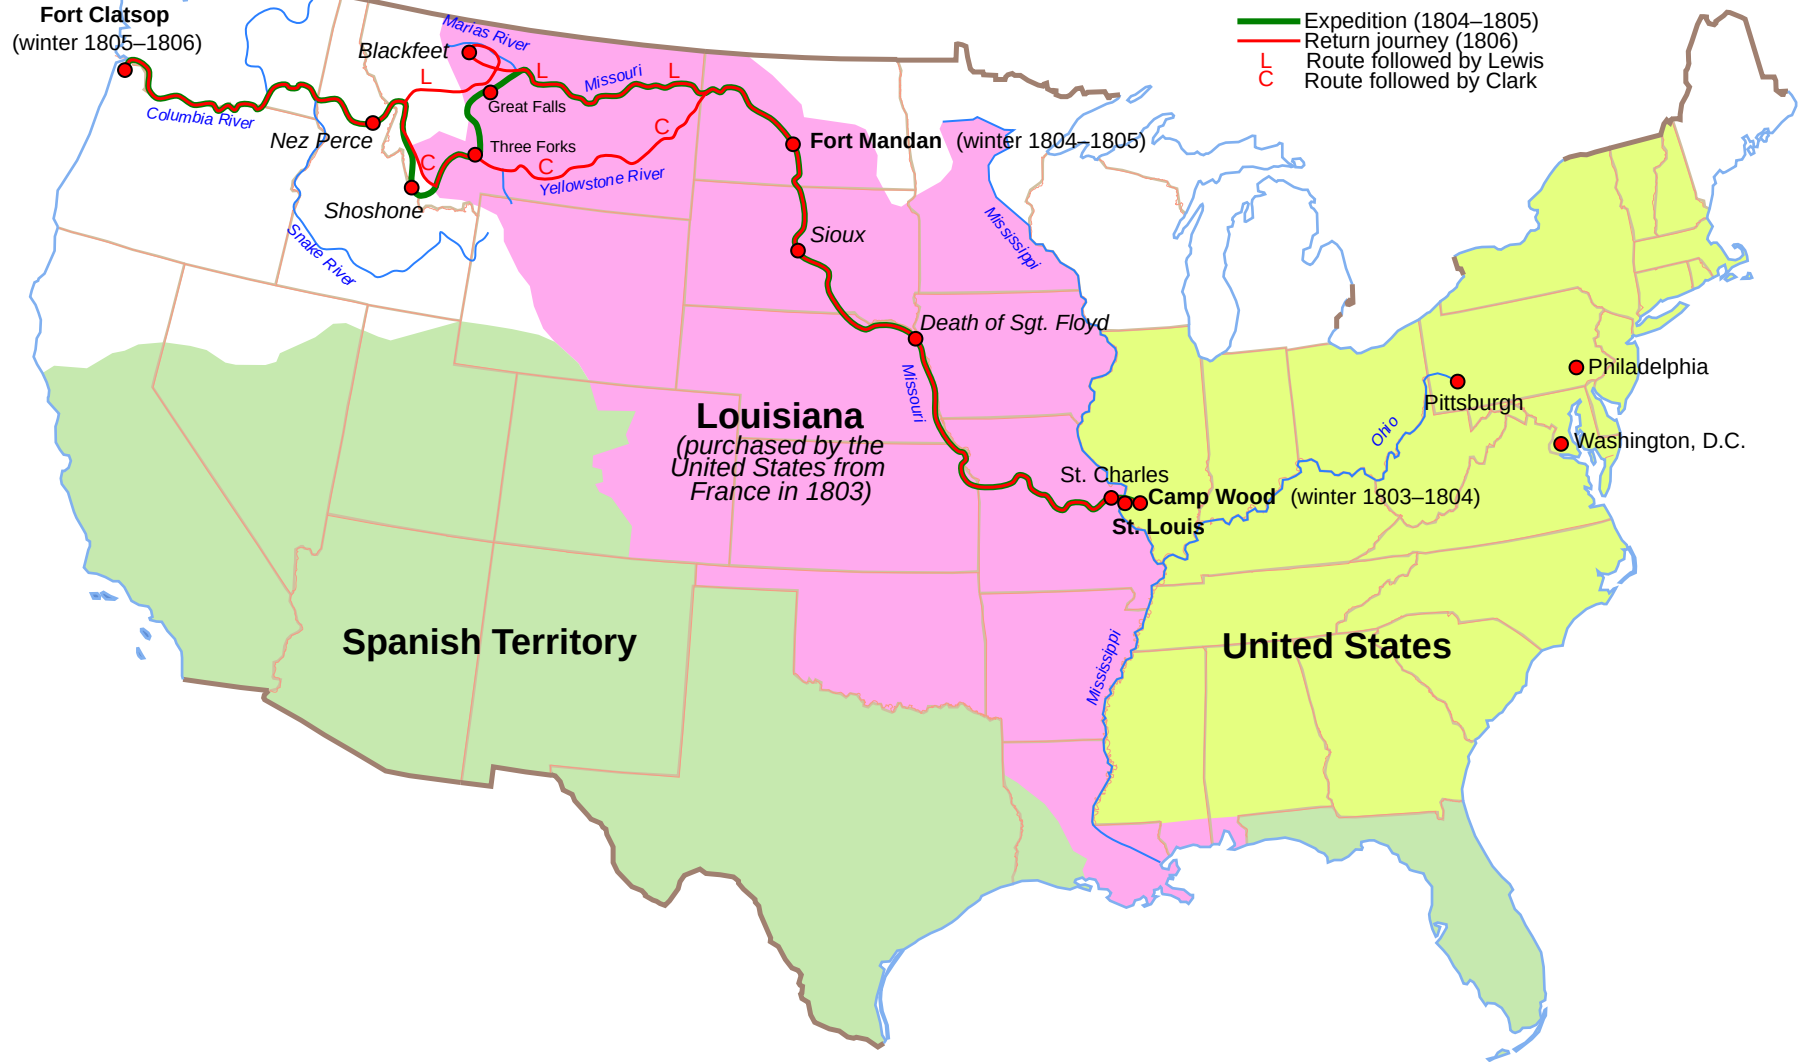 Fort Clatsop
(winter 1805–1806)
Expedition (1804–1805)
Return journey (1806)
L Route followed by Lewis
C Route followed by Clark
Marias River
Blackfeet
L
L
Missouri
L
Great Falls
Columbia River
Nez Perce
Three Forks
C
C
C
Yellowstone River
Fort Mandan (winter 1804–1805)
Shoshone
Snake River
Sioux
Mississippi
Death of Sgt. Floyd
Missouri
Philadelphia
Pittsburgh
Ohio
Washington, D.C.
Louisiana
(purchased by the
United States from
France in 1803)
St. Charles
Camp Wood (winter 1803–1804)
St. Louis
Spanish Territory
Mississippi
United States